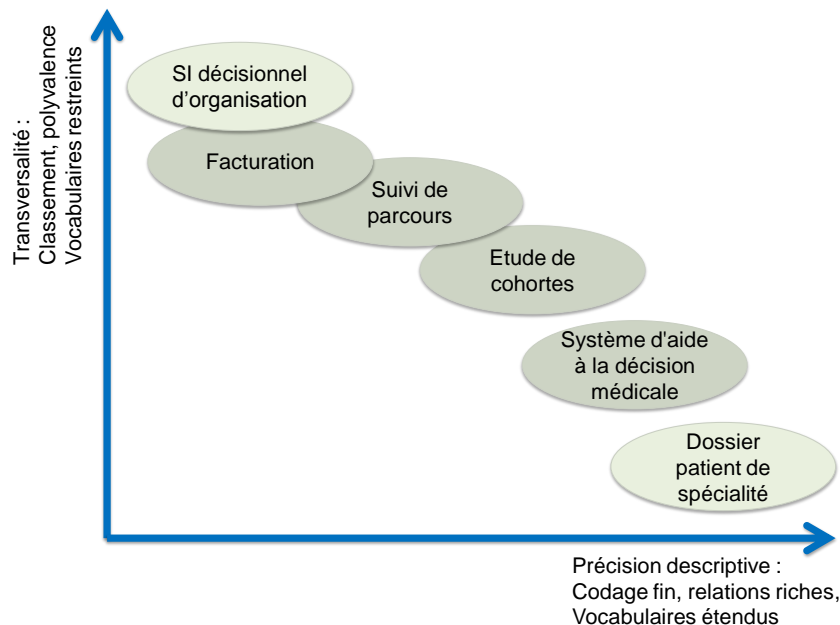 Transversalité :
Classement, polyvalence
Vocabulaires restreints
SI décisionnel
d’organisation
Facturation
Suivi de
parcours
Etude de
cohortes
Système d'aide
à la décision
médicale
Dossier
patient de
spécialité
Précision descriptive :
Codage fin, relations riches,
Vocabulaires étendus